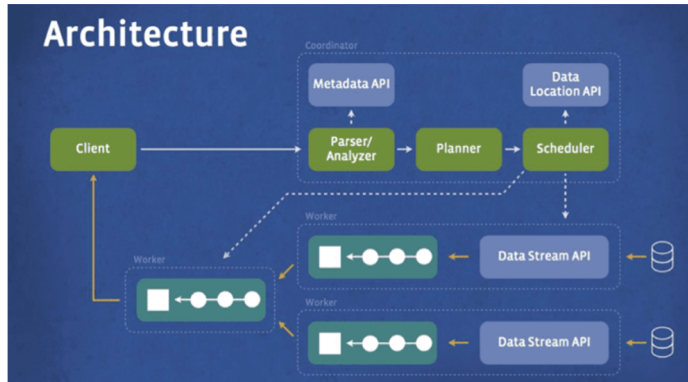 Architecture
Coordinator
Metadata API
Data
Location API
Client
Parser/
Analyzer
Planner
Scheduler
Worker
Data Stream API
Worker
Worker
Data Stream API